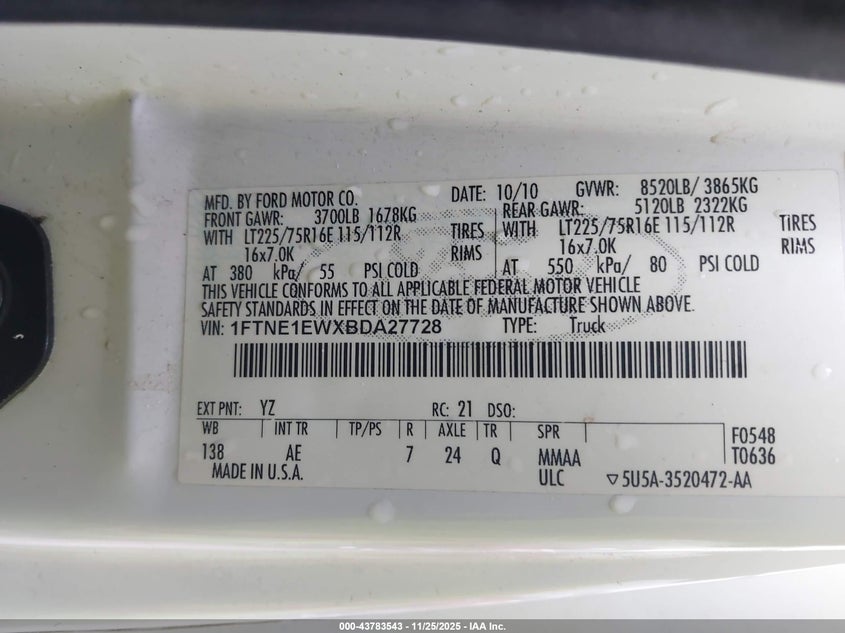 MFD. BY FORD MOTOR CO. DATE: 10/10 GVWR: 8520LB/ 3865KG
FRONT GAWR: 3700LB 1678KG REAR GAWR: 5120LB 2322KG
WITH LT225/75R16E 115/112R TIRES WITH LT225/75R16E 115/112R TIRES
16x7.0K RIMS 16x7.0K RIMS
AT 380 kPa/ 55 PSI COLD AT 550 kPa/ 80 PSI COLD
THIS VEHICLE CONFORMS TO ALL APPLICABLE FEDERAL MOTOR VEHICLE
SAFETY STANDARDS IN EFFECT ON THE DATE OF MANUFACTURE SHOWN ABOVE.
VIN: 1FTNE1EWXBDA27728 TYPE: Truck
EXT PNT: YZ RC: 21 DSO:
WB INT TR TP/PS R AXLE TR SPR F0548
138 AE 7 24 Q MMAA T0636
MADE IN U.S.A. ULC ▽5U5A-3520472-AA
000-43783543 - 11/25/2025 - IAA Inc.